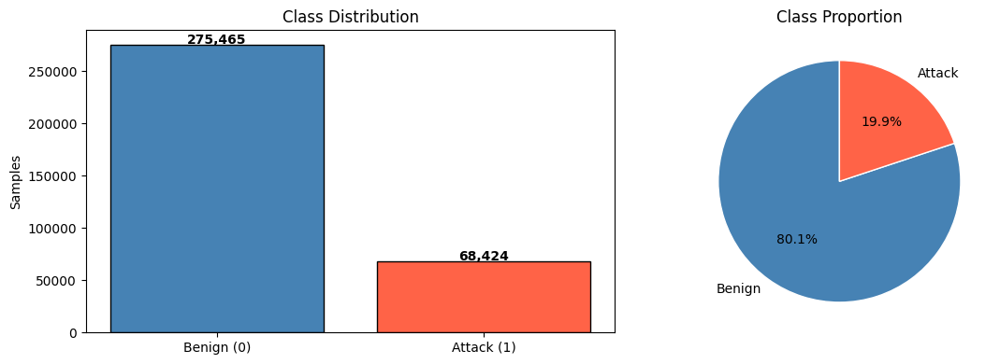 Class Distribution
275,465
68,424
Samples
250000
200000
150000
100000
50000
0
Benign (0)
Attack (1)
Class Proportion
Attack
19.9%
80.1%
Benign